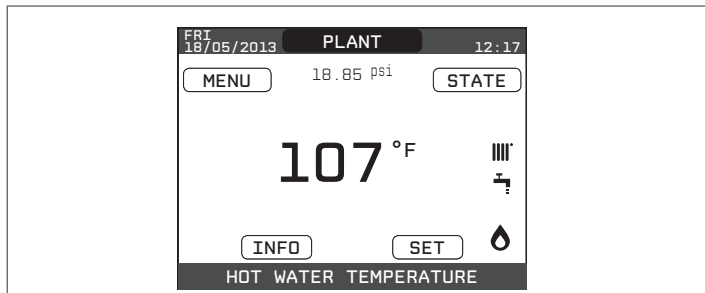 FRI
18/05/2013 PLANT 12:17
MENU 18.85 psi STATE
107 °F
INFO SET
HOT WATER TEMPERATURE